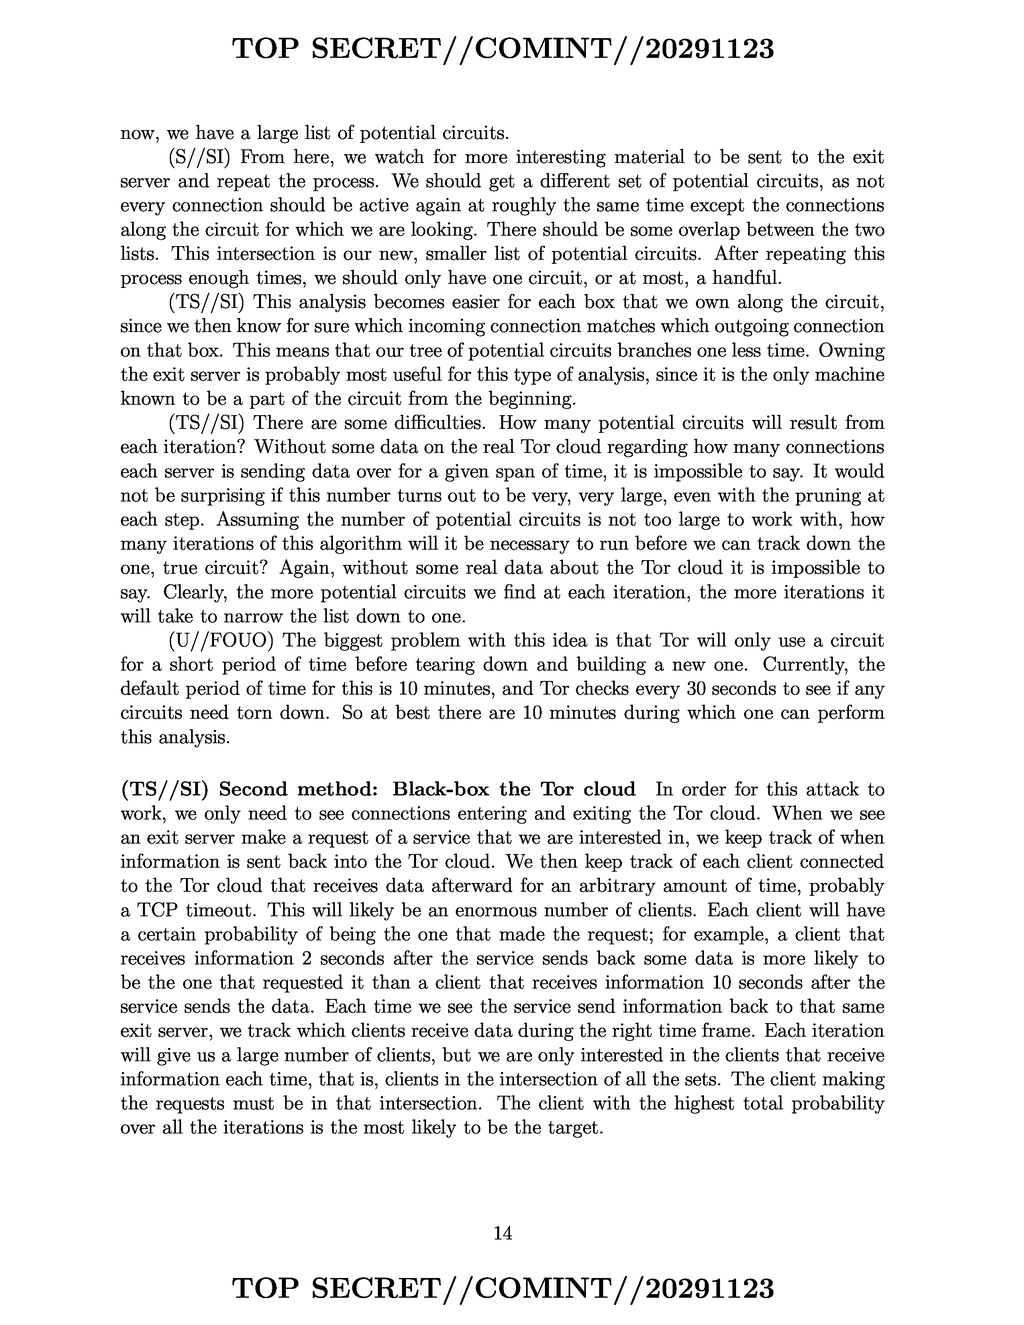 TOP SECRET//COMINT//20291123
now, we have a large list of potential circuits.
(S//SI) From here, we watch for more interesting material to be sent to the exit
server and repeat the process. We should get a different set of potential circuits, as not
every connection should be active again at roughly the same time except the connections
along the circuit for which we are looking. There should be some overlap between the two
lists. This intersection is our new, smaller list of potential circuits. After repeating this
process enough times, we should only have one circuit, or at most, a handful.
(TS//SI) This analysis becomes easier for each box that we own along the circuit,
since we then know for sure which incoming connection matches which outgoing connection
on that box. This means that our tree of potential circuits branches one less time. Owning
the exit server is probably most useful for this type of analysis, since it is the only machine
known to be a part of the circuit from the beginning.
(TS//SI) There are some difficulties. How many potential circuits will result from
each iteration? Without some data on the real Tor cloud regarding how many connections
each server is sending data over for a given span of time, it is impossible to say. It would
not be surprising if this number turns out to be very, very large, even with the pruning at
each step. Assuming the number of potential circuits is not too large to work with, how
many iterations of this algorithm will it be necessary to run before we can track down the
one, true circuit? Again, without some real data about the Tor cloud it is impossible to
say. Clearly, the more potential circuits we find at each iteration, the more iterations it
will take to narrow the list down to one.
(U//FOUO) The biggest problem with this idea is that Tor will only use a circuit
for a short period of time before tearing down and building a new one. Currently, the
default period of time for this is 10 minutes, and Tor checks every 30 seconds to see if any
circuits need torn down. So at best there are 10 minutes during which one can perform
this analysis.
(TS//SI) Second method: Black-box the Tor cloud In order for this attack to
work, we only need to see connections entering and exiting the Tor cloud. When we see
an exit server make a request of a service that we are interested in, we keep track of when
information is sent back into the Tor cloud. We then keep track of each client connected
to the Tor cloud that receives data afterward for an arbitrary amount of time, probably
a TCP timeout. This will likely be an enormous number of clients. Each client will have
a certain probability of being the one that made the request; for example, a client that
receives information 2 seconds after the service sends back some data is more likely to
be the one that requested it than a client that receives information 10 seconds after the
service sends the data. Each time we see the service send information back to that same
exit server, we track which clients receive data during the right time frame. Each iteration
will give us a large number of clients, but we are only interested in the clients that receive
information each time, that is, clients in the intersection of all the sets. The client making
the requests must be in that intersection. The client with the highest total probability
over all the iterations is the most likely to be the target.
14
TOP SECRET//COMINT//20291123